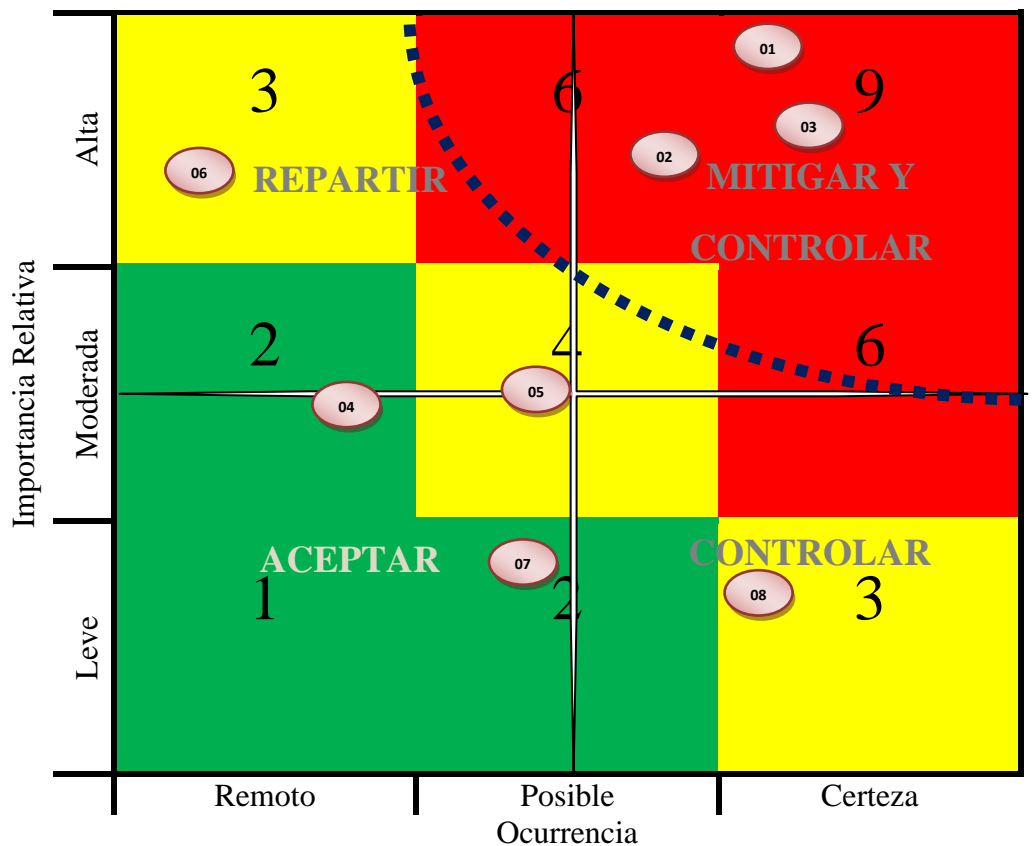 Importancia Relativa
Alta
Moderada
Leve
3
6
9
01
02
03
06
REPARTIR
MITIGAR Y
CONTROLAR
2
4
6
04
05
ACEPTAR
CONTROLAR
07
08
1
2
3
Remoto
Posible
Certeza
Ocurrencia